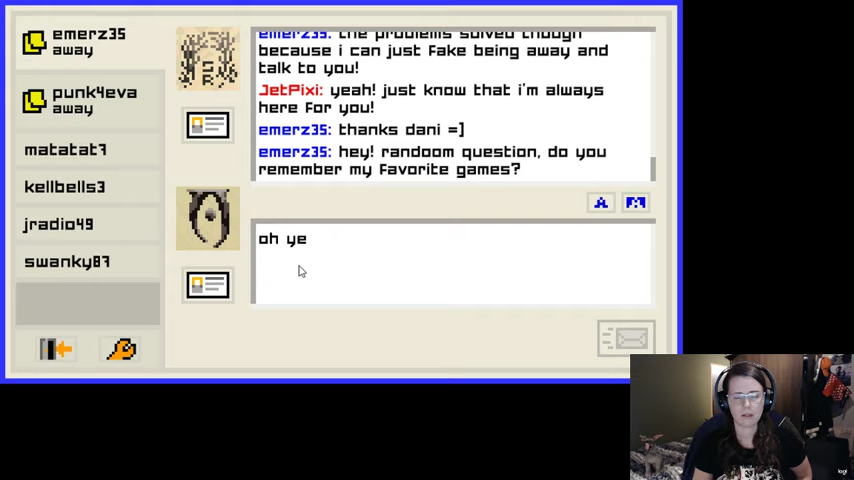 emerz35
away
punk4eva
away
matatat7
kellbells3
jradio49
swanky87
emerz35: the problems solved though
because i can just fake being away and
talk to you!
JetPixi: yeah! just know that i'm always
here for you!
emerz35: thanks dani =]
emerz35: hey! randoom question, do you
remember my favorite games?
A
oh ye
logi